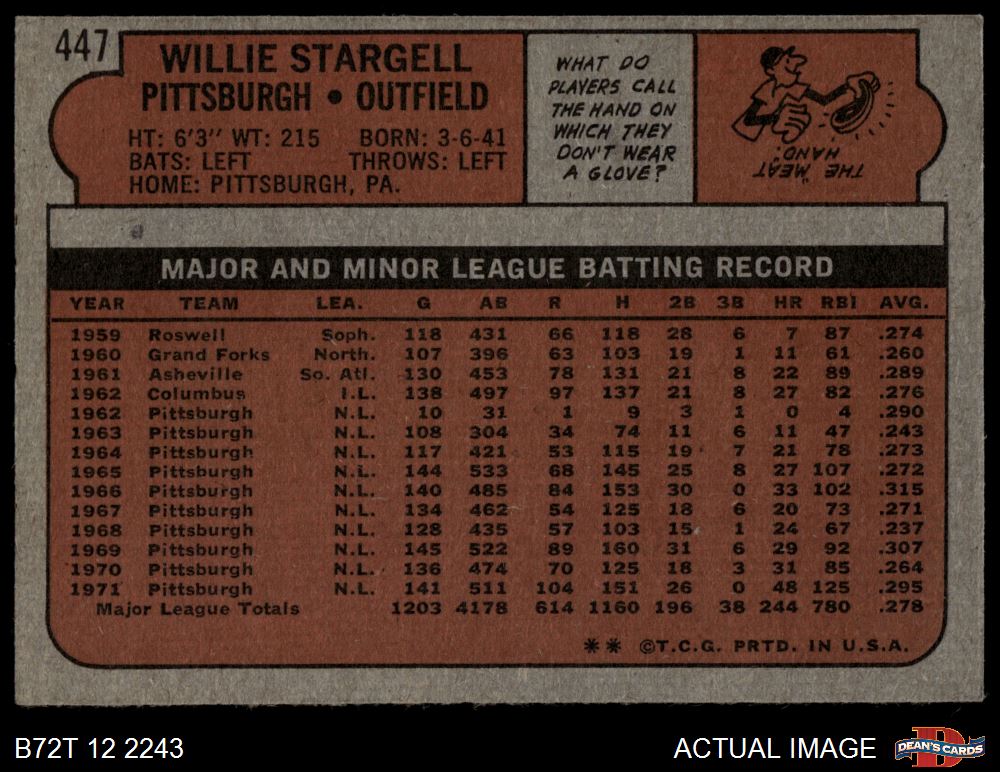 447
WILLIE STARGELL
PITTSBURGH • OUTFIELD
HT: 6'3" WT: 215 BORN: 3-6-41
BATS: LEFT THROWS: LEFT
HOME: PITTSBURGH, PA.
WHAT DO
PLAYERS CALL
THE HAND ON
WHICH THEY
DON'T WEAR
A GLOVE?
THE "MEAT
HAND."
MAJOR AND MINOR LEAGUE BATTING RECORD
YEAR TEAM LEA. G AB R H 2B 3B HR RBI AVG.
1959 Roswell Soph. 118 431 66 118 28 6 7 87 .274
1960 Grand Forks North. 107 396 63 103 19 1 11 61 .260
1961 Asheville So. Atl. 130 453 78 131 21 8 22 89 .289
1962 Columbus I.L. 138 497 97 137 21 8 27 82 .276
1962 Pittsburgh N.L. 10 31 1 9 3 1 0 4 .290
1963 Pittsburgh N.L. 108 304 34 74 11 6 11 47 .243
1964 Pittsburgh N.L. 117 421 53 115 19 7 21 78 .273
1965 Pittsburgh N.L. 144 533 68 145 25 8 27 107 .272
1966 Pittsburgh N.L. 140 485 84 153 30 0 33 102 .315
1967 Pittsburgh N.L. 134 462 54 125 18 6 20 73 .271
1968 Pittsburgh N.L. 128 435 57 103 15 1 24 67 .237
1969 Pittsburgh N.L. 145 522 89 160 31 6 29 92 .307
1970 Pittsburgh N.L. 136 474 70 125 18 3 31 85 .264
1971 Pittsburgh N.L. 141 511 104 151 26 0 48 125 .295
Major League Totals 1203 4178 614 1160 196 38 244 780 .278
** ©T.C.G. PRTD. IN U.S.A.
B72T 12 2243
ACTUAL IMAGE
D
DEAN'S CARDS